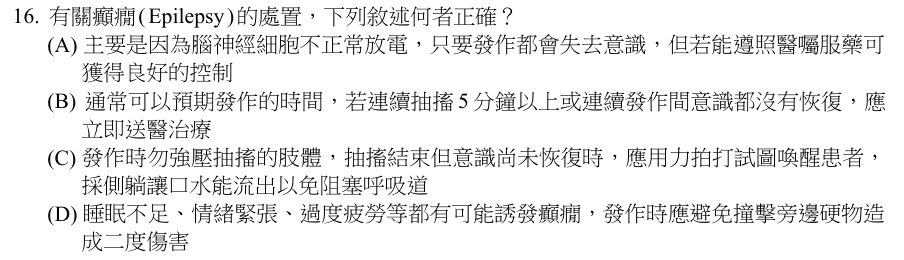 16. 有關癲癇(Epilepsy)的處置，下列敘述何者正確？
(A) 主要是因為腦神經細胞不正常放電，只要發作都會失去意識，但若能遵照醫囑服藥可
獲得良好的控制
(B) 通常可以預期發作的時間，若連續抽搐 5 分鐘以上或連續發作間意識都沒有恢復，應
立即送醫治療
(C) 發作時勿強壓抽搐的肢體，抽搐結束但意識尚未恢復時，應用力拍打試圖喚醒患者，
採側躺讓口水能流出以免阻塞呼吸道
(D) 睡眠不足、情緒緊張、過度疲勞等都有可能誘發癲癇，發作時應避免撞擊旁邊硬物造
成二度傷害